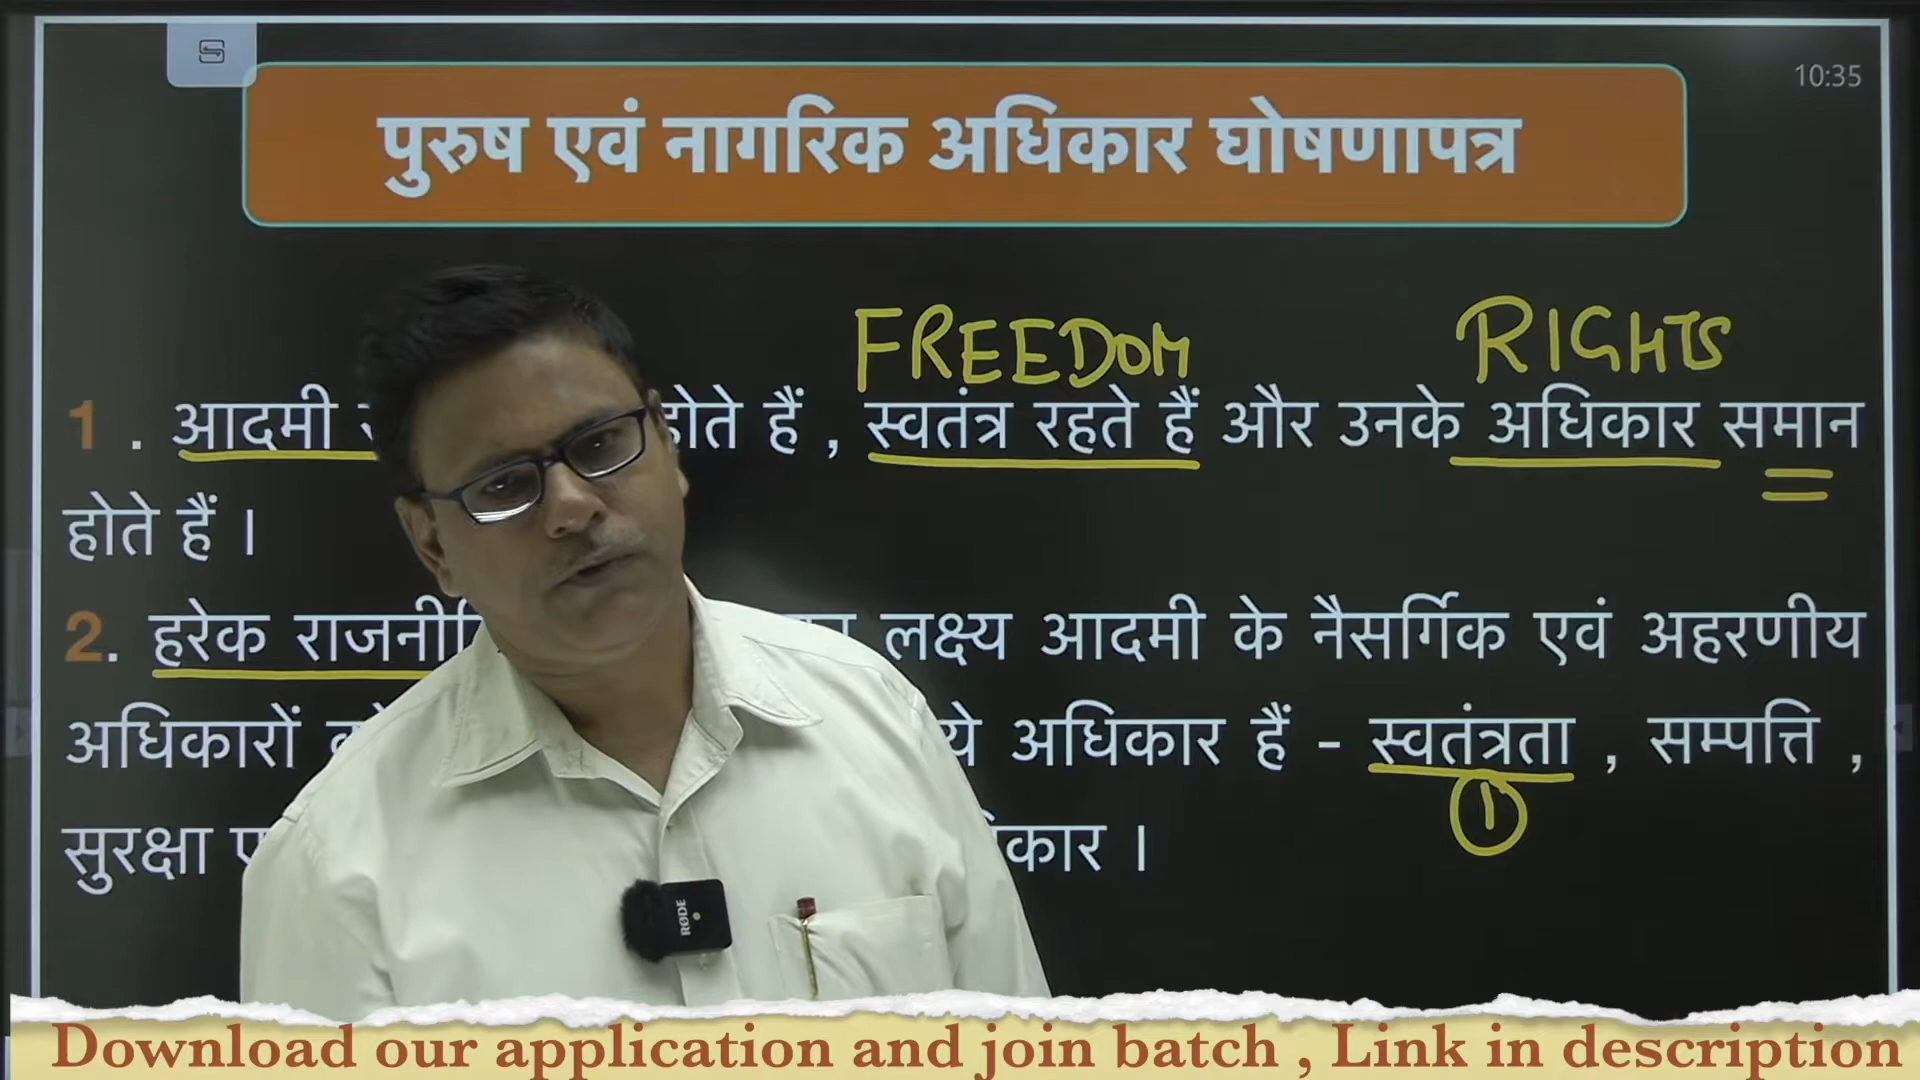 10:35
पुरुष एवं नागरिक अधिकार घोषणापत्र
FREEDOM RIGHTS
1 . आदमी होते हैं , स्वतंत्र रहते हैं और उनके अधिकार समान
होते हैं ।
2. हरेक लक्ष्य आदमी के नैसर्गिक एवं अहरणीय
अधिकारों ये अधिकार हैं - स्वतंत्रता , सम्पत्ति ,
1
सुरक्षा
RØDE
Download our application and join batch , Link in description